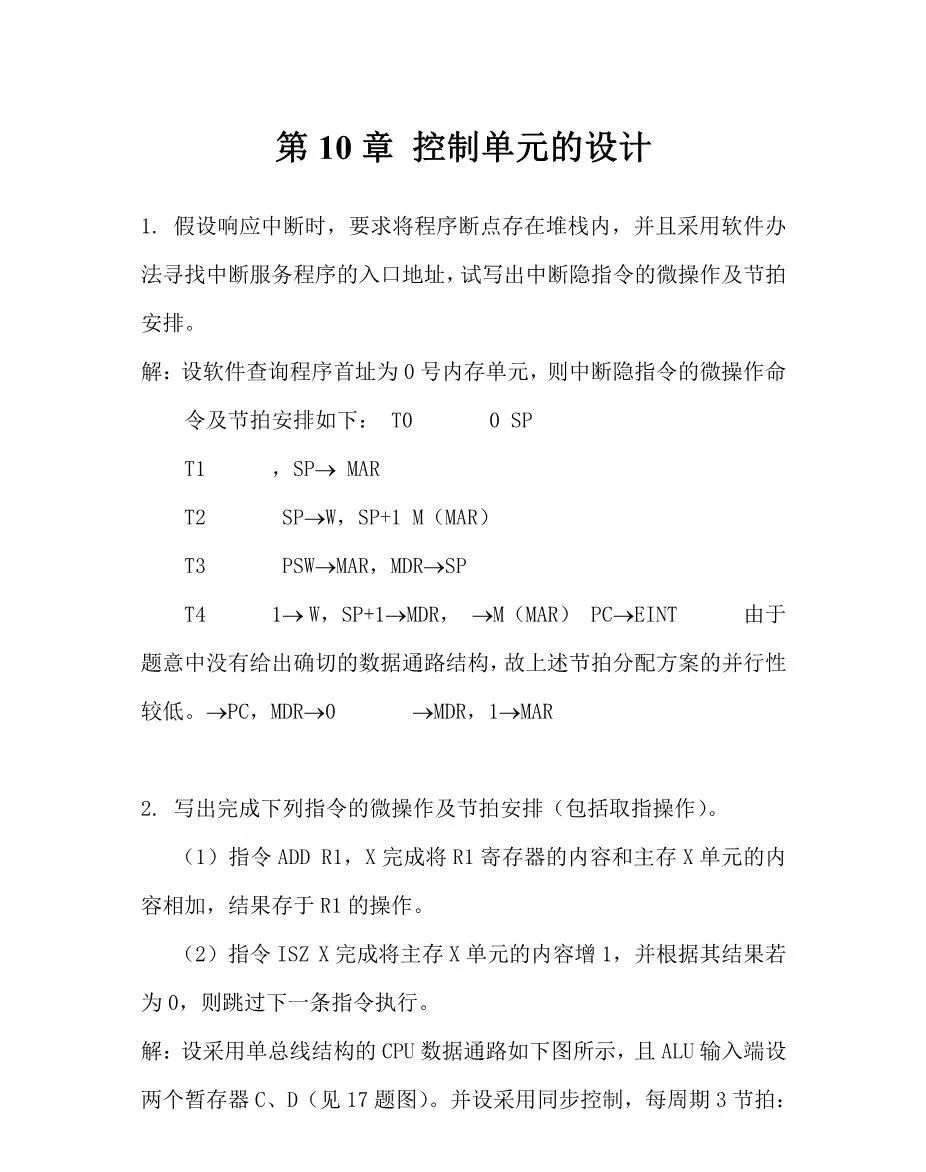 第 10 章 控制单元的设计
1. 假设响应中断时，要求将程序断点存在堆栈内，并且采用软件办
法寻找中断服务程序的入口地址，试写出中断隐指令的微操作及节拍
安排。
解：设软件查询程序首址为 0 号内存单元，则中断隐指令的微操作命
令及节拍安排如下： T0 0 SP
T1 ，SP→ MAR
T2 SP→W，SP+1 M（MAR）
T3 PSW→MAR，MDR→SP
T4 1→ W，SP+1→MDR， →M（MAR） PC→EINT 由于
题意中没有给出确切的数据通路结构，故上述节拍分配方案的并行性
较低。→PC，MDR→0 →MDR，1→MAR
2. 写出完成下列指令的微操作及节拍安排（包括取指操作）。
（1）指令 ADD R1，X 完成将 R1 寄存器的内容和主存 X 单元的内
容相加，结果存于 R1 的操作。
（2）指令 ISZ X 完成将主存 X 单元的内容增 1，并根据其结果若
为 0，则跳过下一条指令执行。
解：设采用单总线结构的 CPU 数据通路如下图所示，且 ALU 输入端设
两个暂存器 C、D（见 17 题图）。并设采用同步控制，每周期 3 节拍：